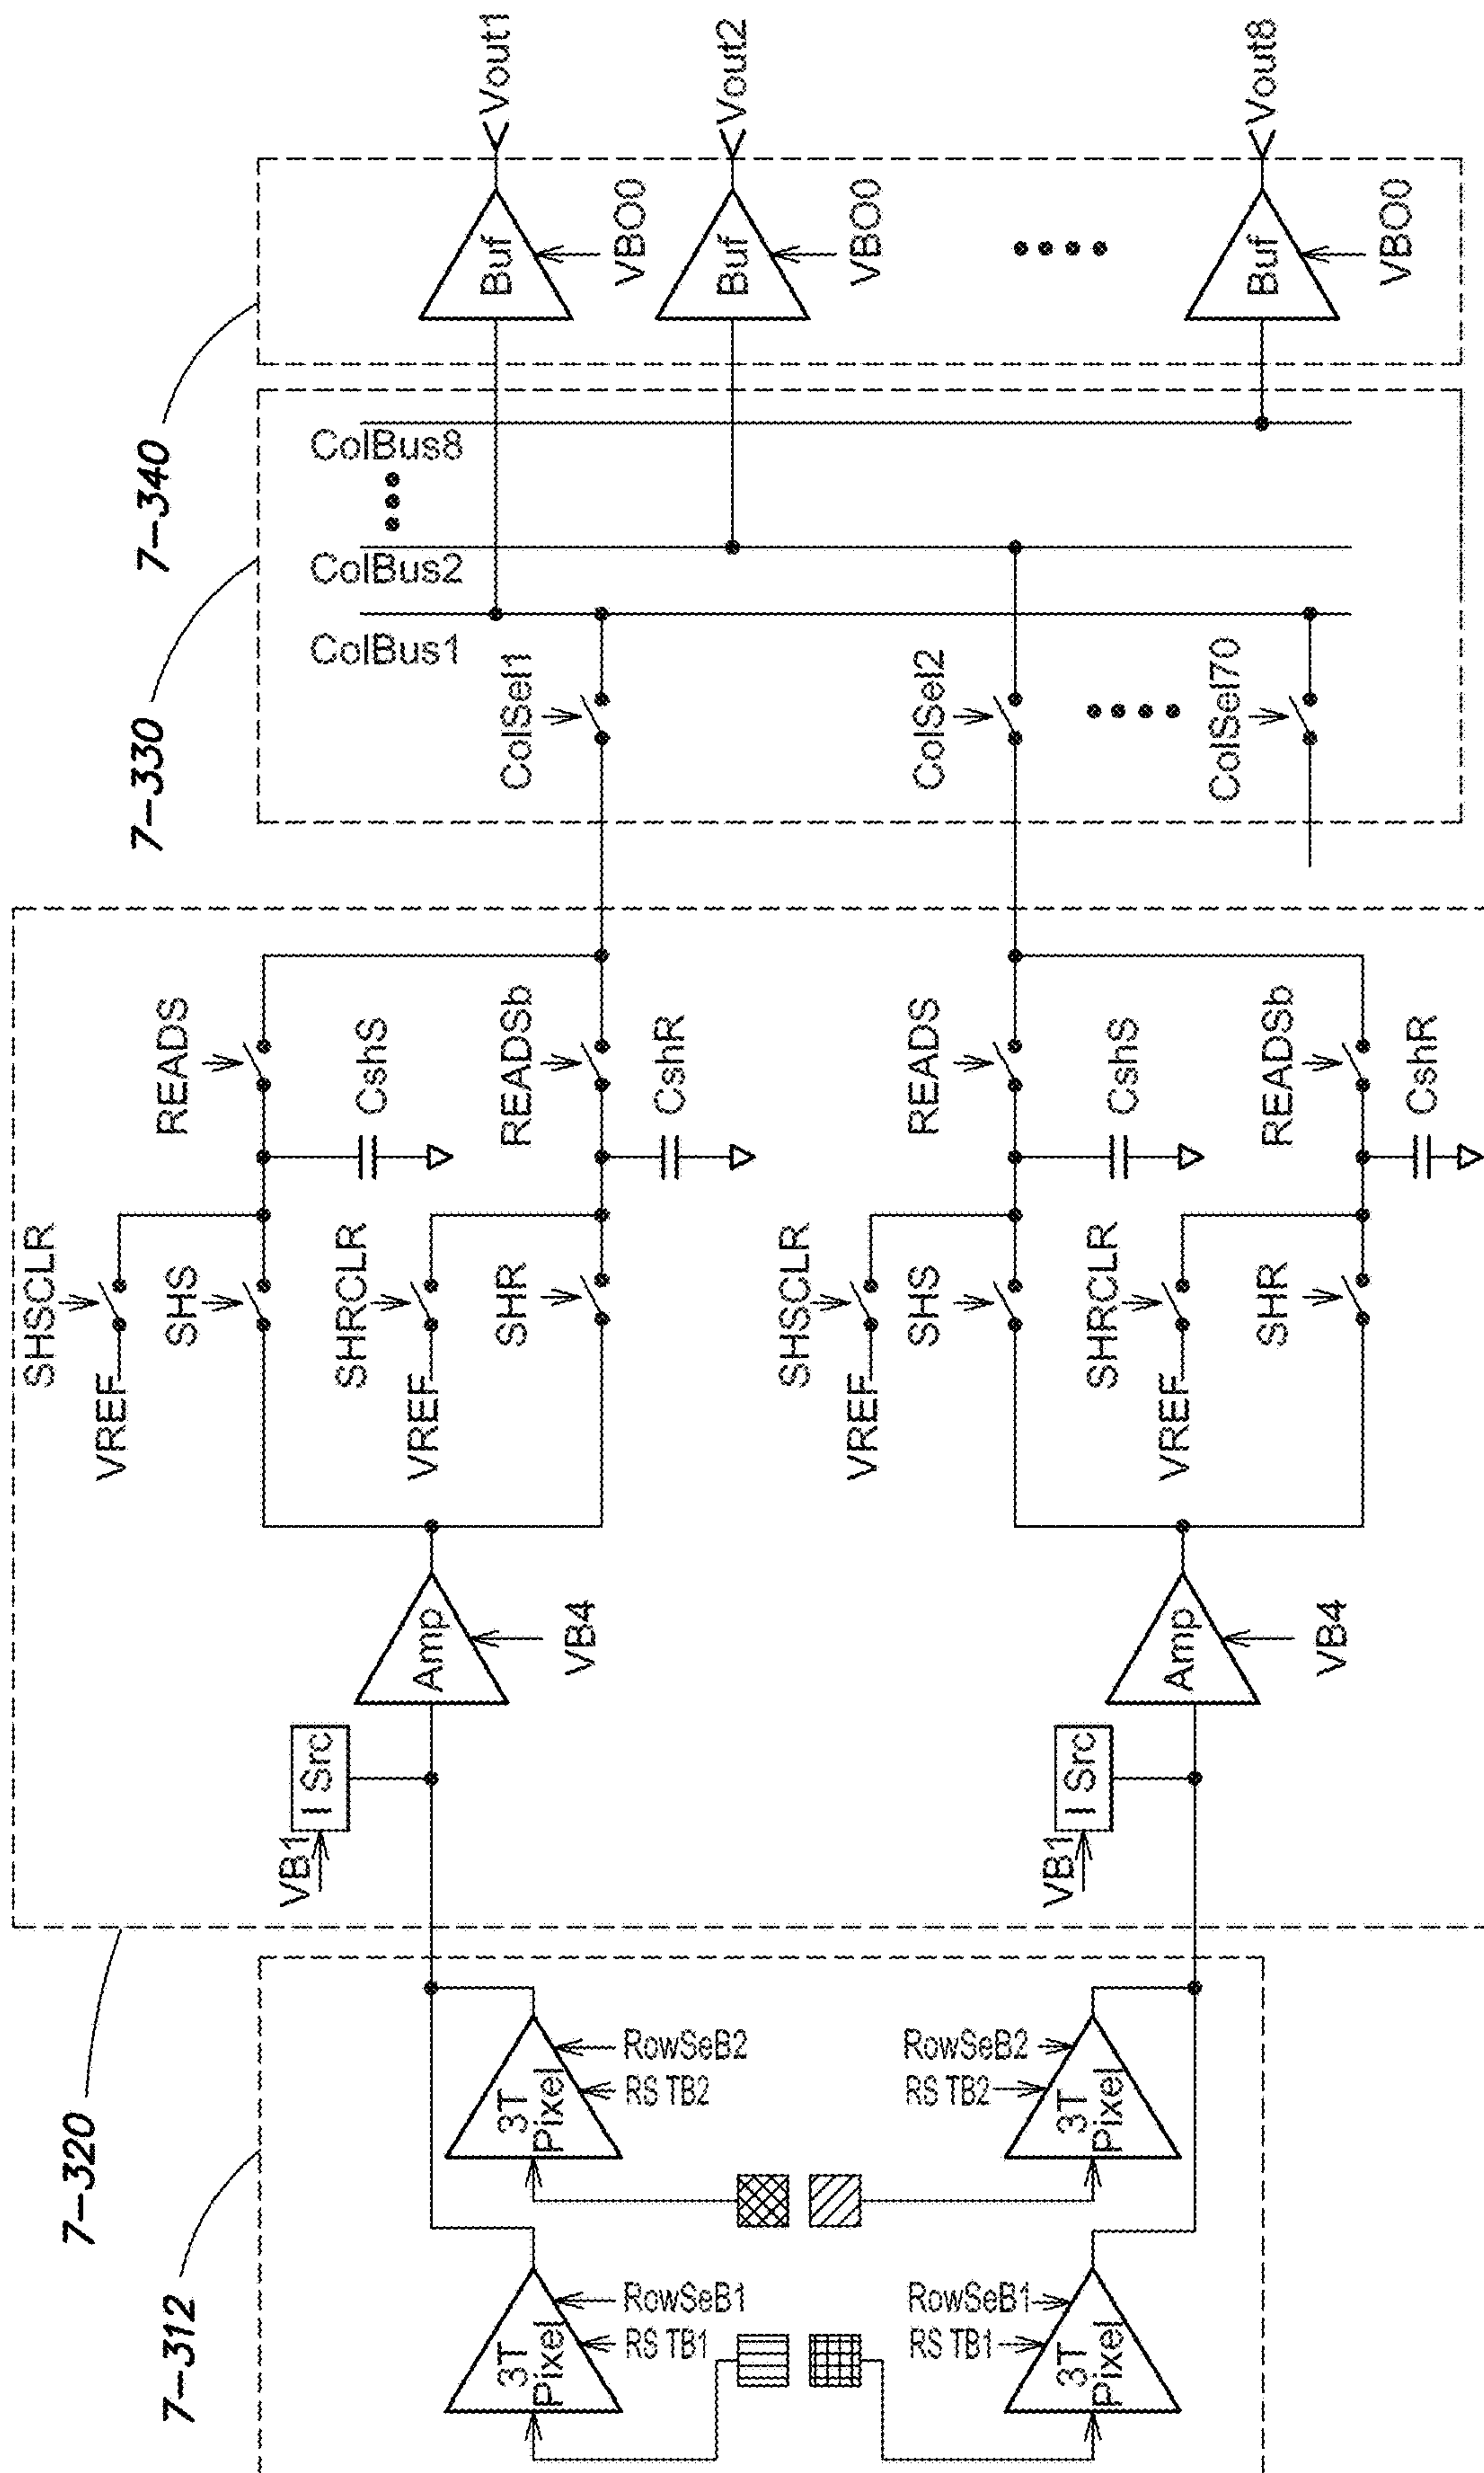 7-312
7-320
7-330
7-340
3T
Pixel
RS TB1
RowSeB1
3T
Pixel
RS TB2
RowSeB2
3T
Pixel
RS TB1
RowSeB1
3T
Pixel
RS TB2
RowSeB2
VB1
I Src
Amp
VB4
SHSCLR
VREF
SHS
SHRCLR
VREF
SHR
READS
CshS
READSb
CshR
VB1
I Src
Amp
VB4
SHSCLR
VREF
SHS
SHRCLR
VREF
SHR
READS
CshS
READSb
CshR
ColSel1
ColSel2
ColSel70
ColBus1
ColBus2
ColBus8
Buf
VBO0
Vout1
Buf
VBO0
Vout2
Buf
VBO0
Vout8